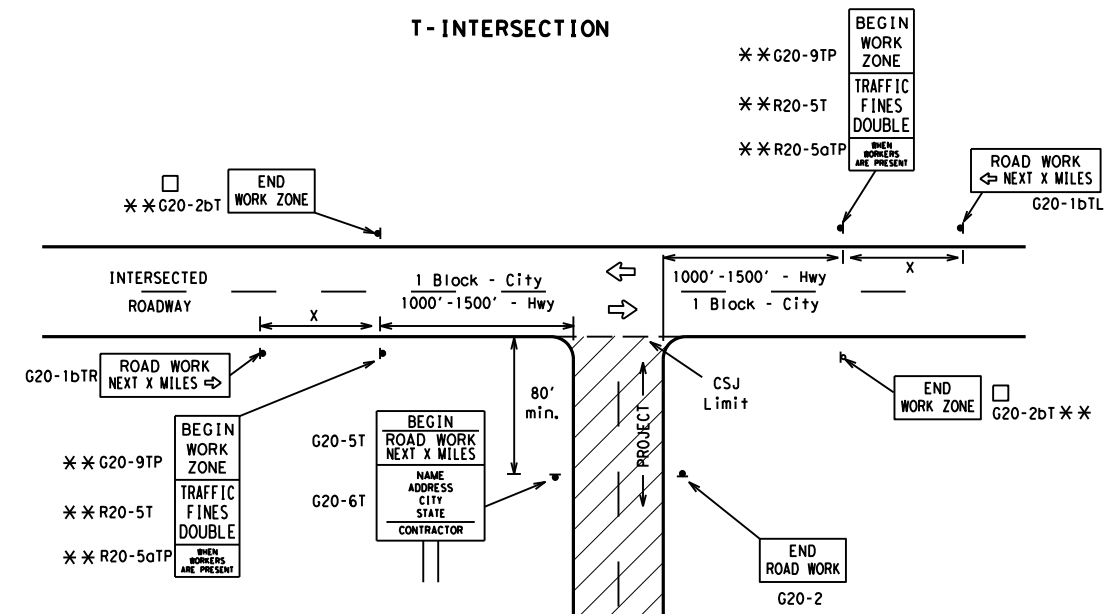 T-INTERSECTION
BEGIN
WORK
ZONE
**G20-9TP
TRAFFIC
FINES
DOUBLE
**R20-5T
WHEN
WORKERS
ARE PRESENT
**R20-5aTP
ROAD WORK
⇦ NEXT X MILES
G20-1bTL
END
WORK ZONE
□
**G20-2bT
X
INTERSECTED
ROADWAY
1 Block - City
1000'-1500' - Hwy
1000'-1500' - Hwy
1 Block - City
X
G20-1bTR
ROAD WORK
NEXT X MILES ⇨
80'
min.
CSJ
Limit
PROJECT
END
WORK ZONE
□
G20-2bT **
BEGIN
WORK
ZONE
**G20-9TP
TRAFFIC
FINES
DOUBLE
**R20-5T
WHEN
WORKERS
ARE PRESENT
**R20-5aTP
G20-5T
BEGIN
ROAD WORK
NEXT X MILES
G20-6T
NAME
ADDRESS
CITY
STATE
CONTRACTOR
END
ROAD WORK
G20-2